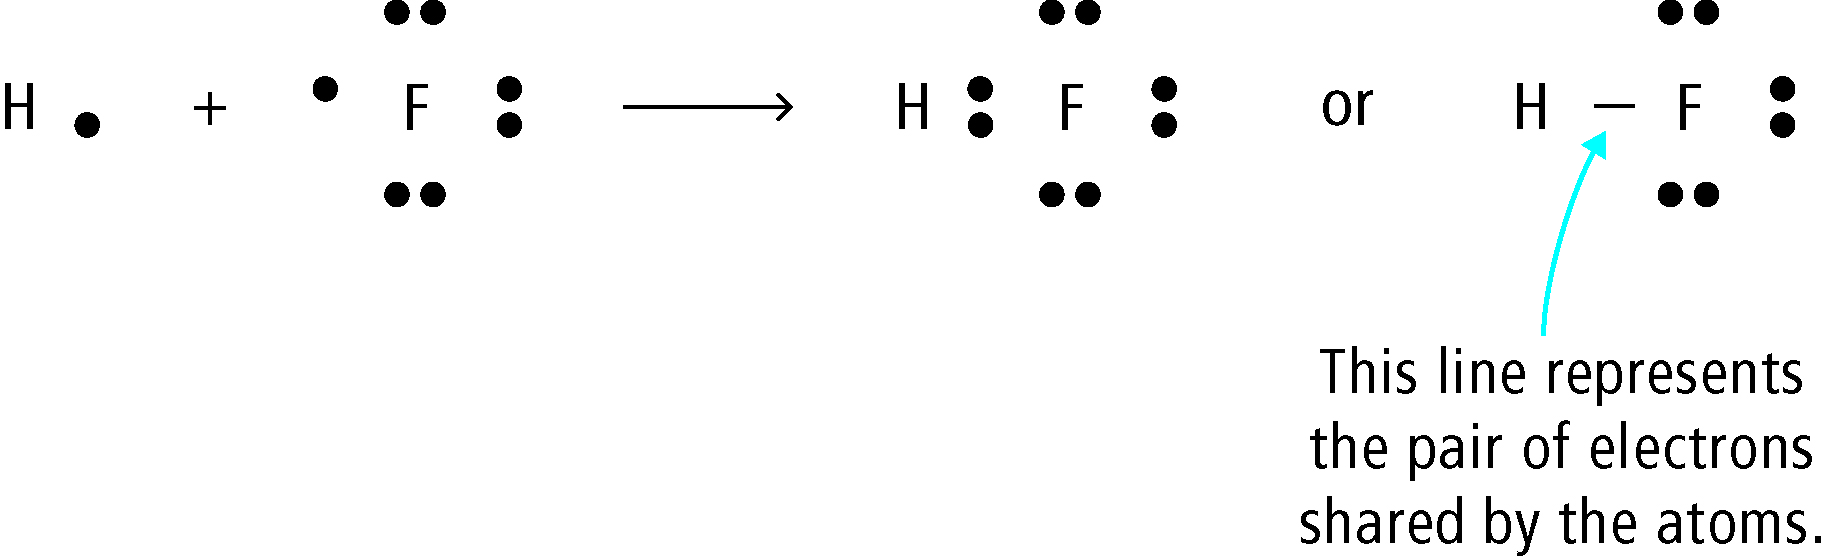 H + F ⟶ H F or H – F
This line represents
the pair of electrons
shared by the atoms.